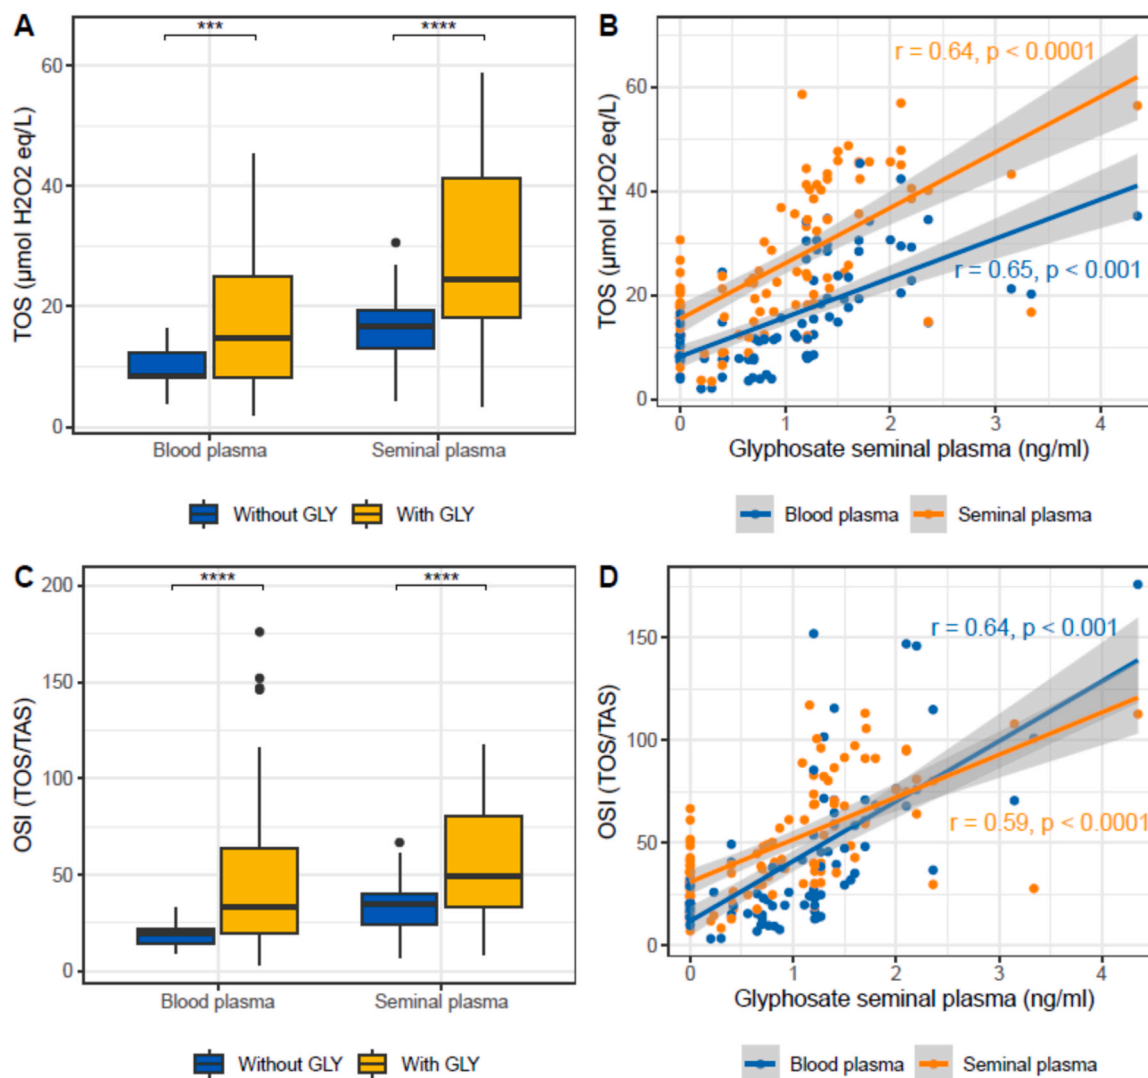 A
***
****
TOS (µmol H2O2 eq/L)
60
40
20
0
Blood plasma
Seminal plasma
Without GLY
With GLY
B
r = 0.64, p < 0.0001
r = 0.65, p < 0.001
TOS (µmol H2O2 eq/L)
60
40
20
0
0
1
2
3
4
Glyphosate seminal plasma (ng/ml)
Blood plasma
Seminal plasma
C
****
****
OSI (TOS/TAS)
200
150
100
50
0
Blood plasma
Seminal plasma
Without GLY
With GLY
D
r = 0.64, p < 0.001
r = 0.59, p < 0.0001
OSI (TOS/TAS)
150
100
50
0
0
1
2
3
4
Glyphosate seminal plasma (ng/ml)
Blood plasma
Seminal plasma